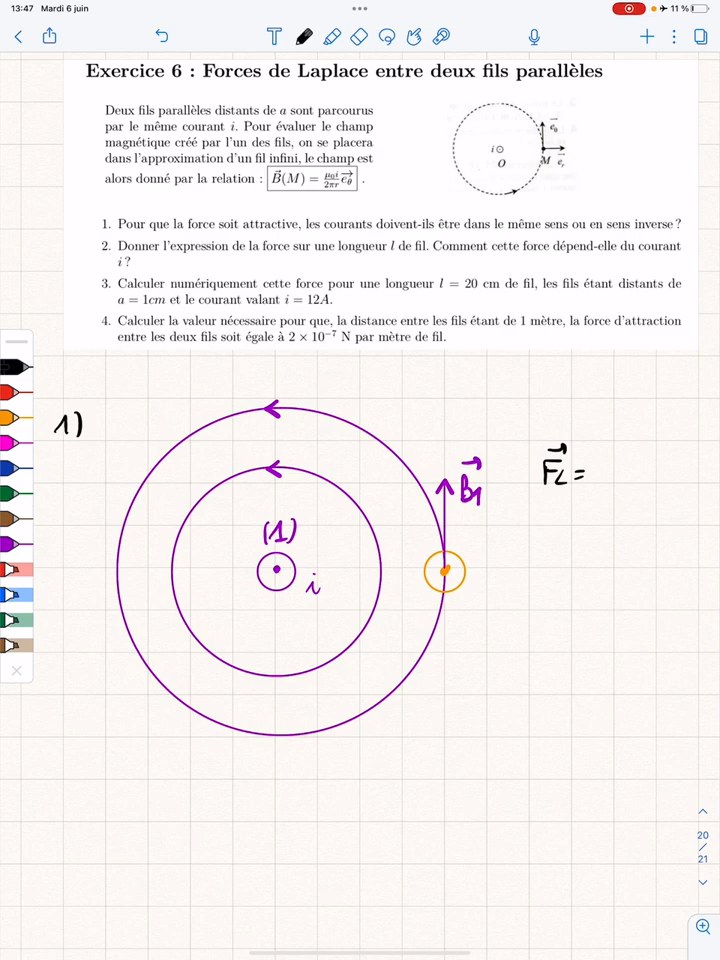 13:47 Mardi 6 juin
11 %
Exercice 6 : Forces de Laplace entre deux fils parallèles
Deux fils parallèles distants de a sont parcourus
par le même courant i. Pour évaluer le champ
magnétique créé par l'un des fils, on se placera
dans l'approximation d'un fil infini, le champ est
alors donné par la relation : B⃗(M) = μ₀i/2πr e⃗θ .
e⃗θ
i⊙
O
M
e⃗r
1. Pour que la force soit attractive, les courants doivent-ils être dans le même sens ou en sens inverse ?
2. Donner l'expression de la force sur une longueur l de fil. Comment cette force dépend-elle du courant
i ?
3. Calculer numériquement cette force pour une longueur l = 20 cm de fil, les fils étant distants de
a = 1cm et le courant valant i = 12A.
4. Calculer la valeur nécessaire pour que, la distance entre les fils étant de 1 mètre, la force d'attraction
entre les deux fils soit égale à 2 × 10⁻⁷ N par mètre de fil.
1)
F⃗L =
B⃗1
(1)
i
20
/
21